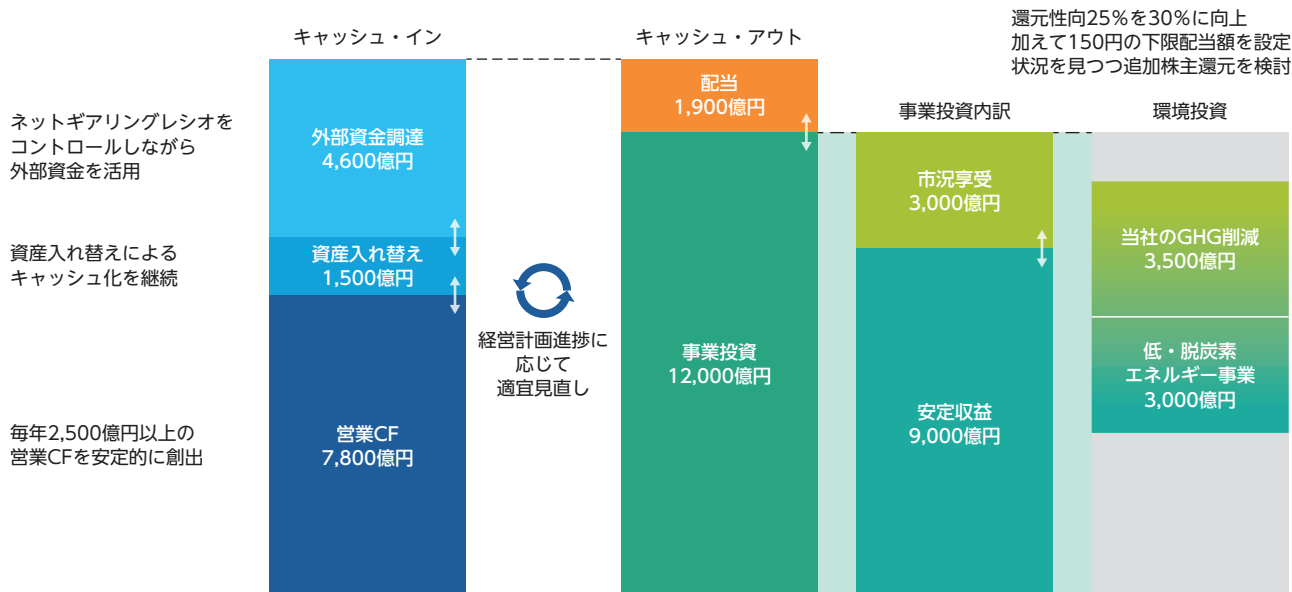 還元性向25%を30%に向上
加えて150円の下限配当額を設定
状況を見つつ追加株主還元を検討
キャッシュ・イン
キャッシュ・アウト
事業投資内訳
環境投資
ネットギアリングレシオを
コントロールしながら
外部資金を活用
資産入れ替えによる
キャッシュ化を継続
毎年2,500億円以上の
営業CFを安定的に創出
外部資金調達
4,600億円
資産入れ替え
1,500億円
営業CF
7,800億円
経営計画進捗に
応じて
適宜見直し
配当
1,900億円
事業投資
12,000億円
市況享受
3,000億円
安定収益
9,000億円
当社のGHG削減
3,500億円
低・脱炭素
エネルギー事業
3,000億円